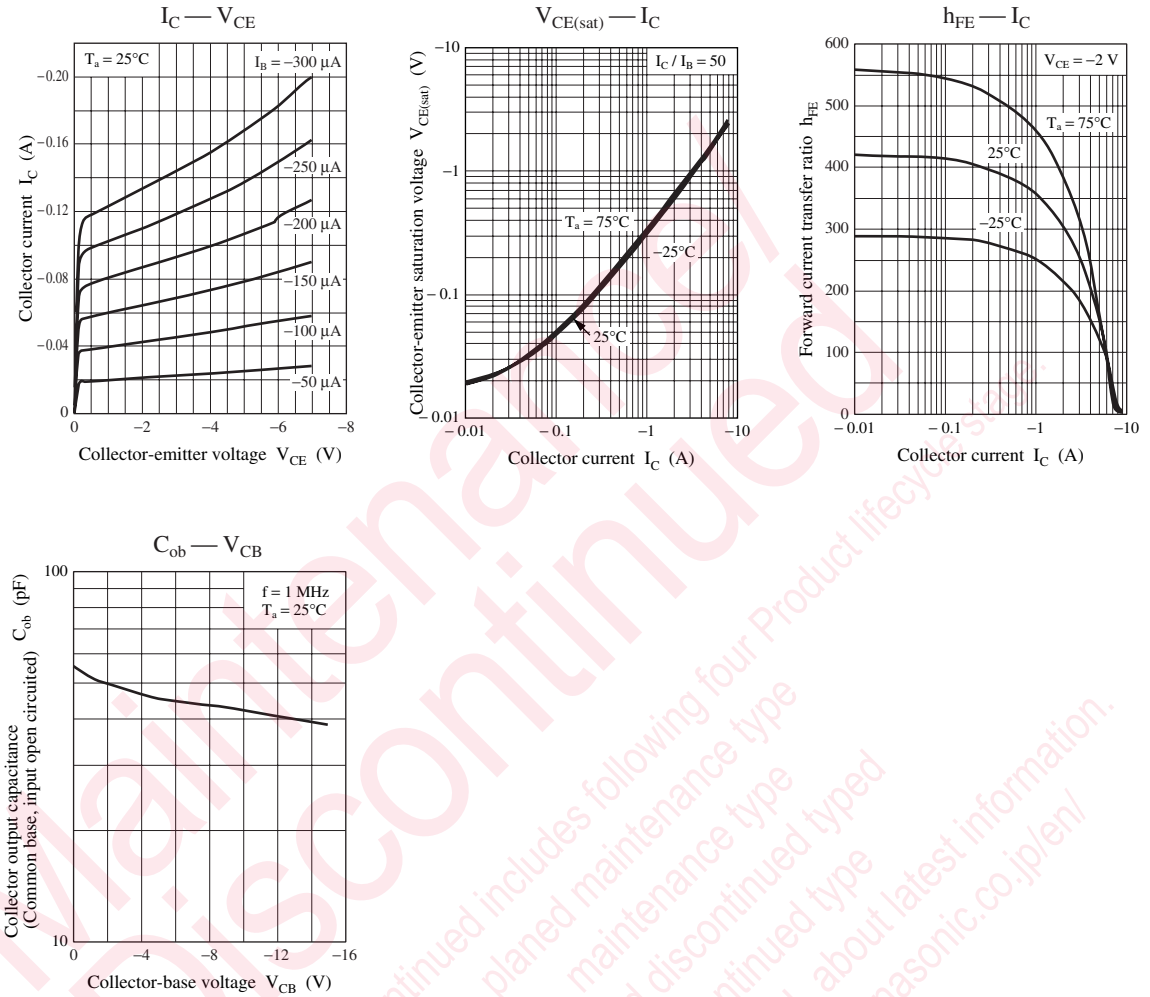 I_C — V_CE
T_a = 25°C
I_B = −300 µA
−250 µA
−200 µA
−150 µA
−100 µA
−50 µA
−0.20
−0.16
−0.12
−0.08
−0.04
0
0 −2 −4 −6 −8
Collector current I_C (A)
Collector-emitter voltage V_CE (V)
V_CE(sat) — I_C
I_C / I_B = 50
T_a = 75°C
−25°C
25°C
−10
−1
−0.1
−0.01
−0.01 −0.1 −1 −10
Collector-emitter saturation voltage V_CE(sat) (V)
Collector current I_C (A)
h_FE — I_C
V_CE = −2 V
T_a = 75°C
25°C
−25°C
600
500
400
300
200
100
0
−0.01 −0.1 −1 −10
Forward current transfer ratio h_FE
Collector current I_C (A)
C_ob — V_CB
f = 1 MHz
T_a = 25°C
100
10
0 −4 −8 −12 −16
Collector output capacitance
(Common base, input open circuited) C_ob (pF)
Collector-base voltage V_CB (V)
Maintenance/
Discontinued
includes following four Product lifecycle stage.
planed maintenance type
maintenance type
discontinued typed
type
about latest information.